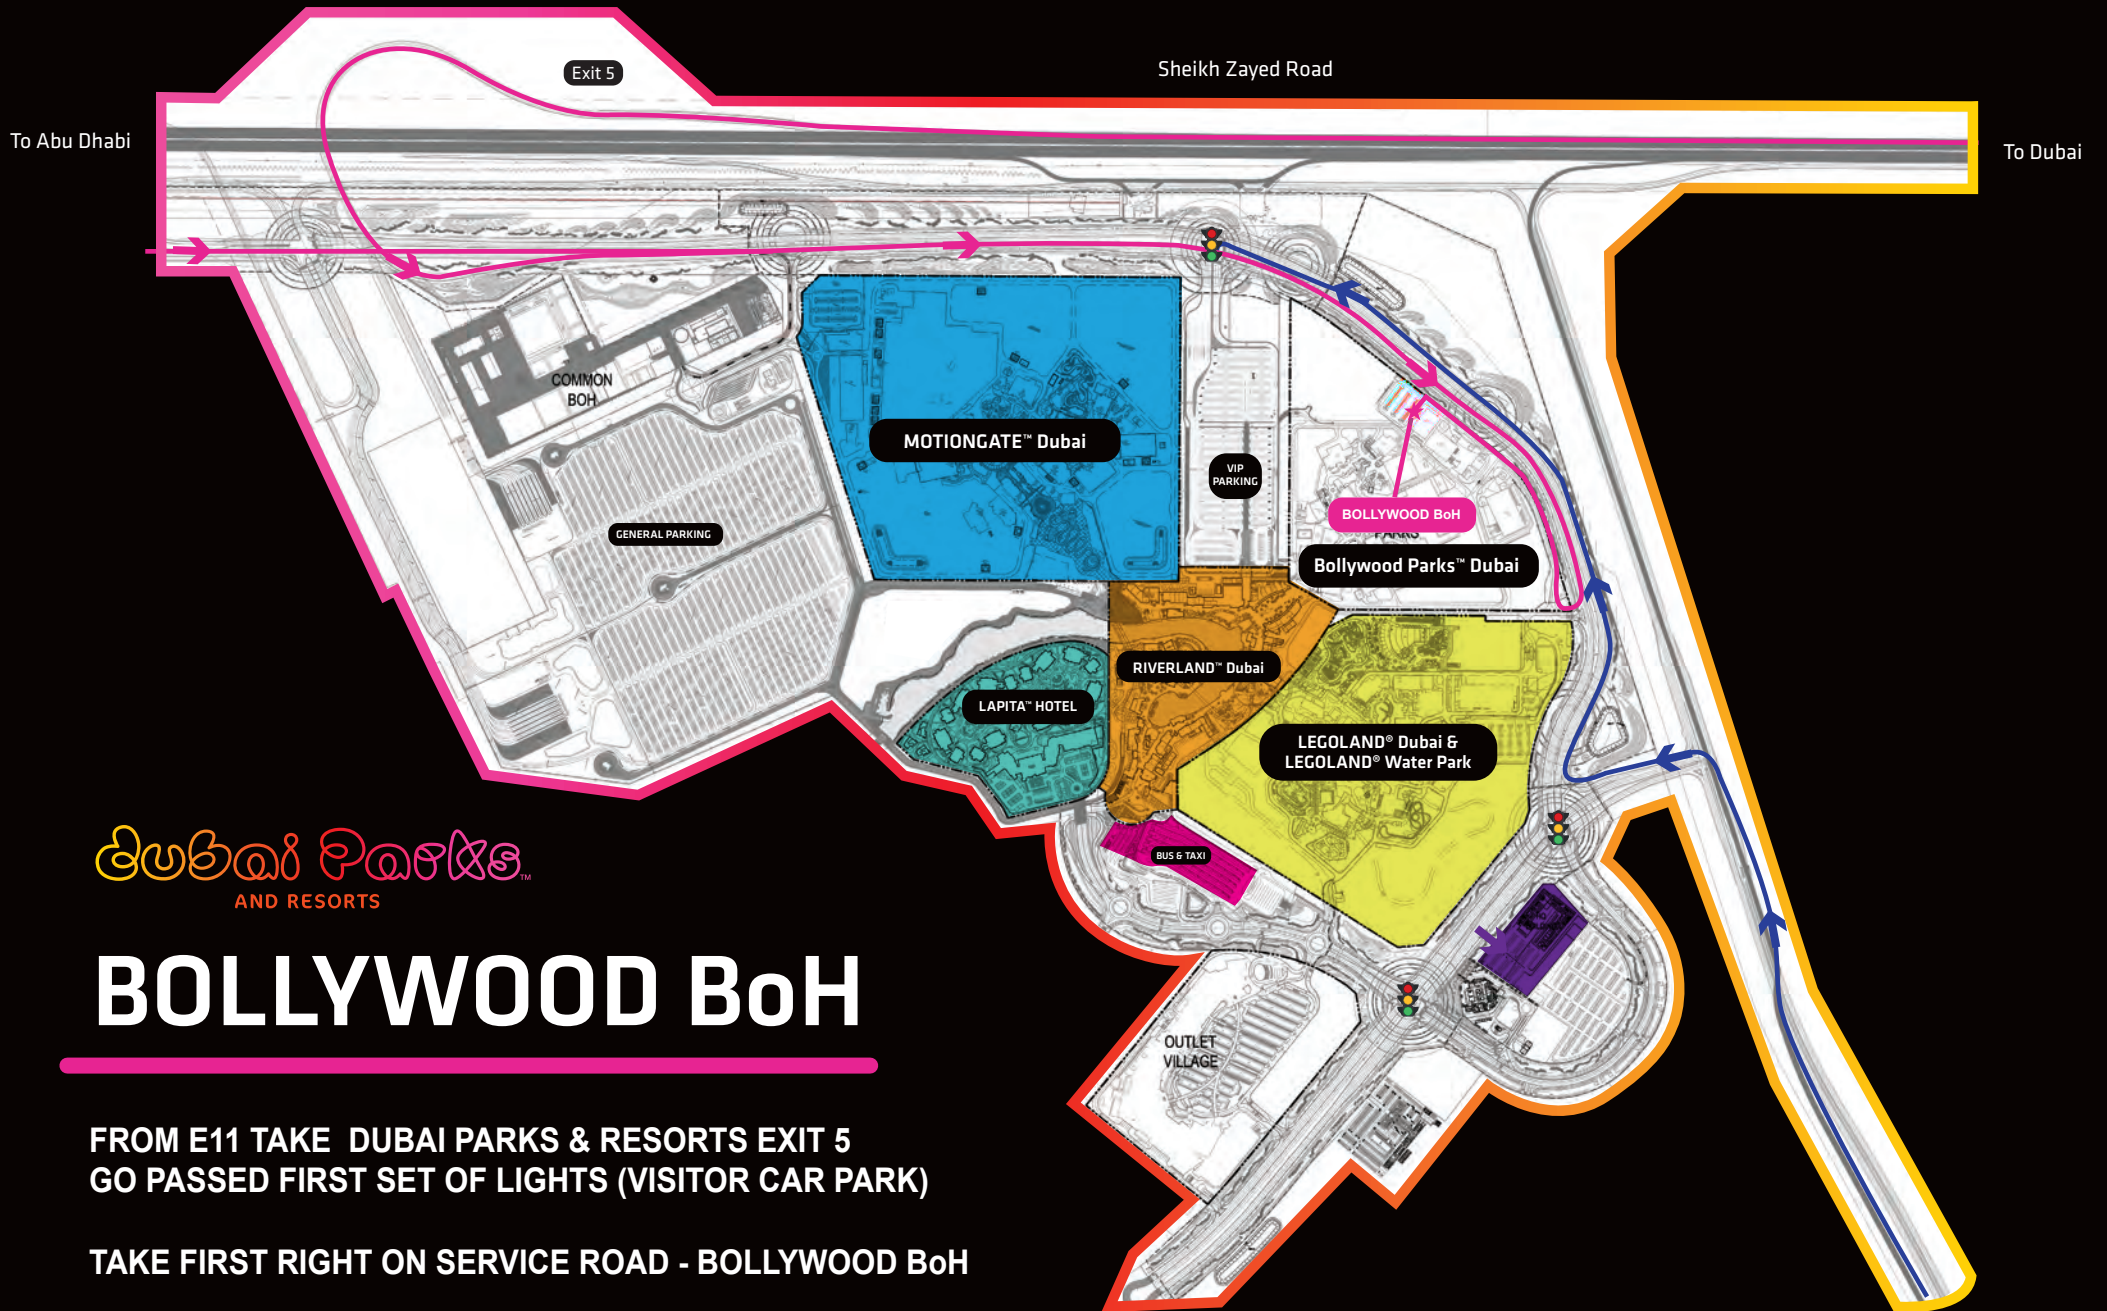 Exit 5
Sheikh Zayed Road
To Abu Dhabi
To Dubai
COMMON
BOH
MOTIONGATE™ Dubai
VIP
PARKING
GENERAL PARKING
BOLLYWOOD BoH
PARKS
Bollywood Parks™ Dubai
RIVERLAND™ Dubai
LAPITA™ HOTEL
LEGOLAND® Dubai &
LEGOLAND® Water Park
BUS & TAXI
OUTLET
VILLAGE
dubai Parks™
AND RESORTS
BOLLYWOOD BoH
FROM E11 TAKE DUBAI PARKS & RESORTS EXIT 5
GO PASSED FIRST SET OF LIGHTS (VISITOR CAR PARK)
TAKE FIRST RIGHT ON SERVICE ROAD - BOLLYWOOD BoH